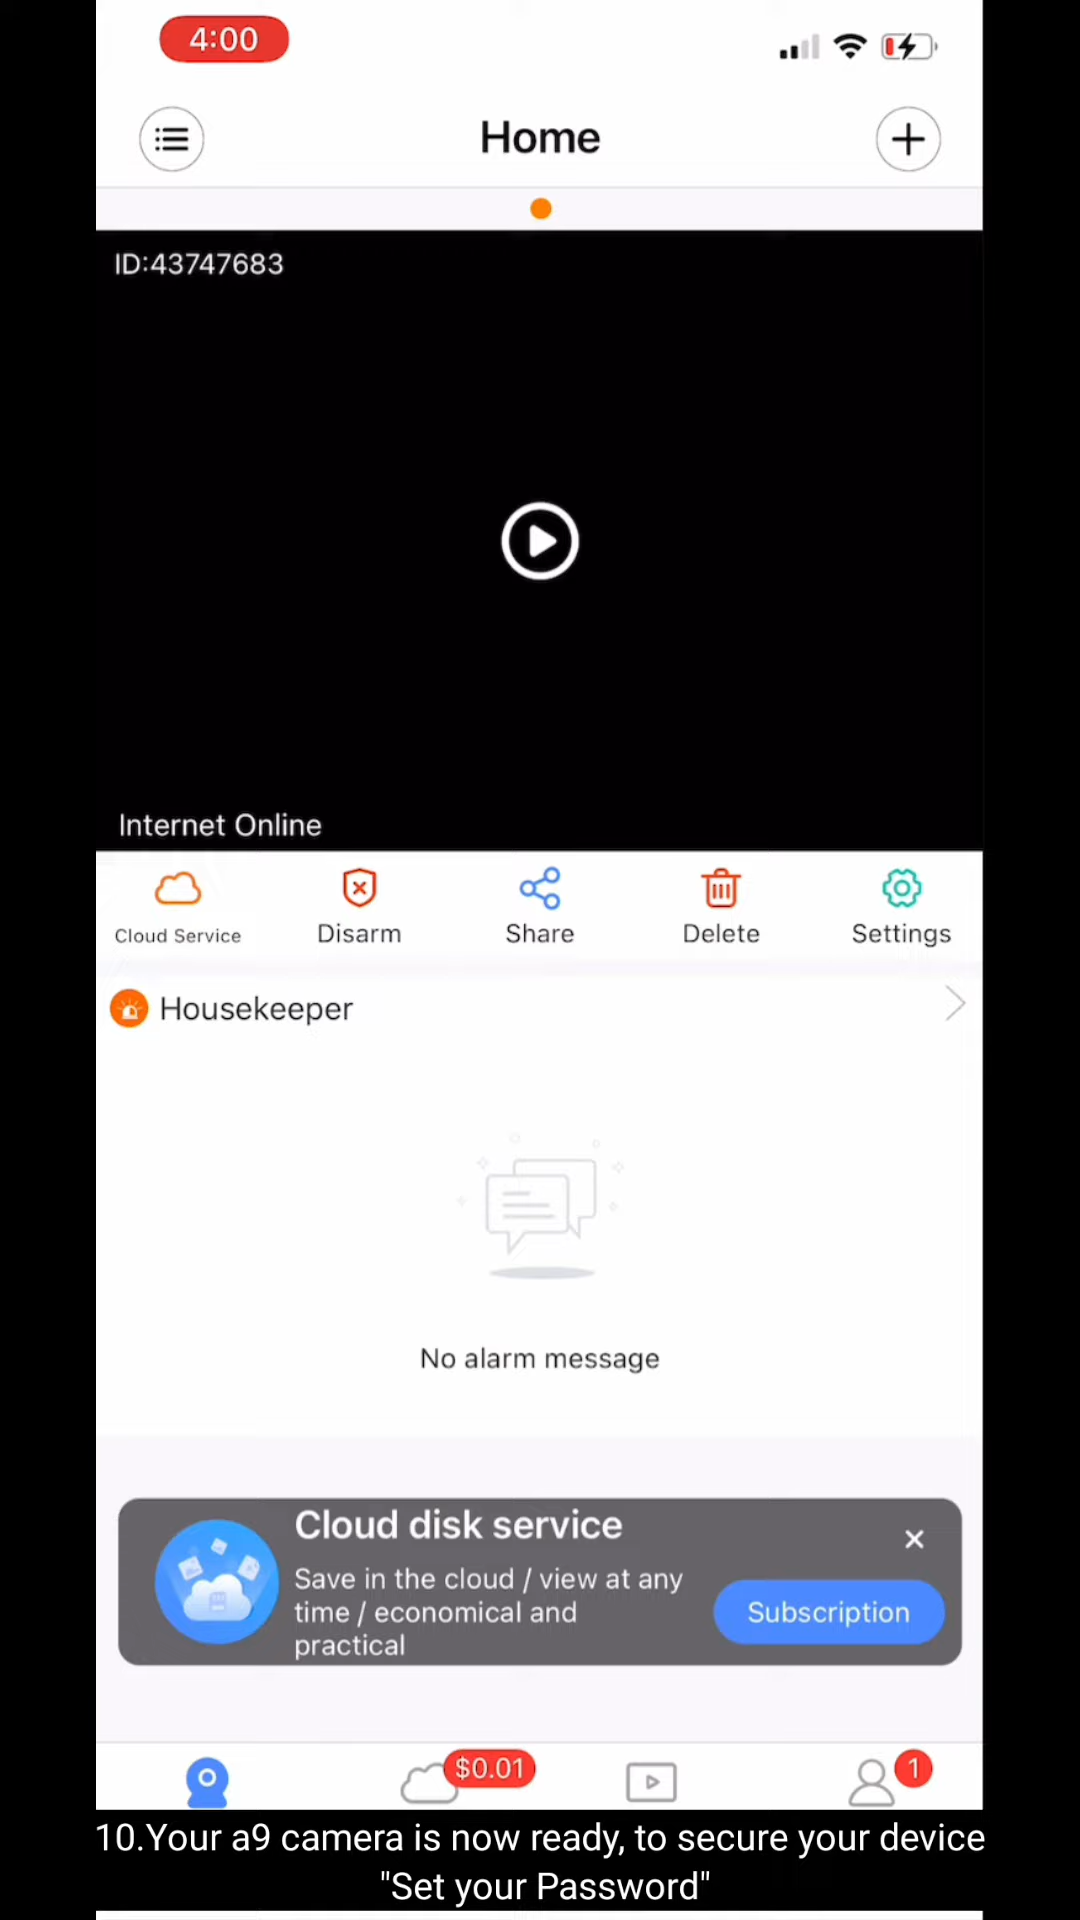 4:00
Home
ID:43747683
Internet Online
Cloud Service
Disarm
Share
Delete
Settings
Housekeeper
No alarm message
Cloud disk service
Save in the cloud / view at any
time / economical and
practical
Subscription
$0.01
1
10.Your a9 camera is now ready, to secure your device
"Set your Password"